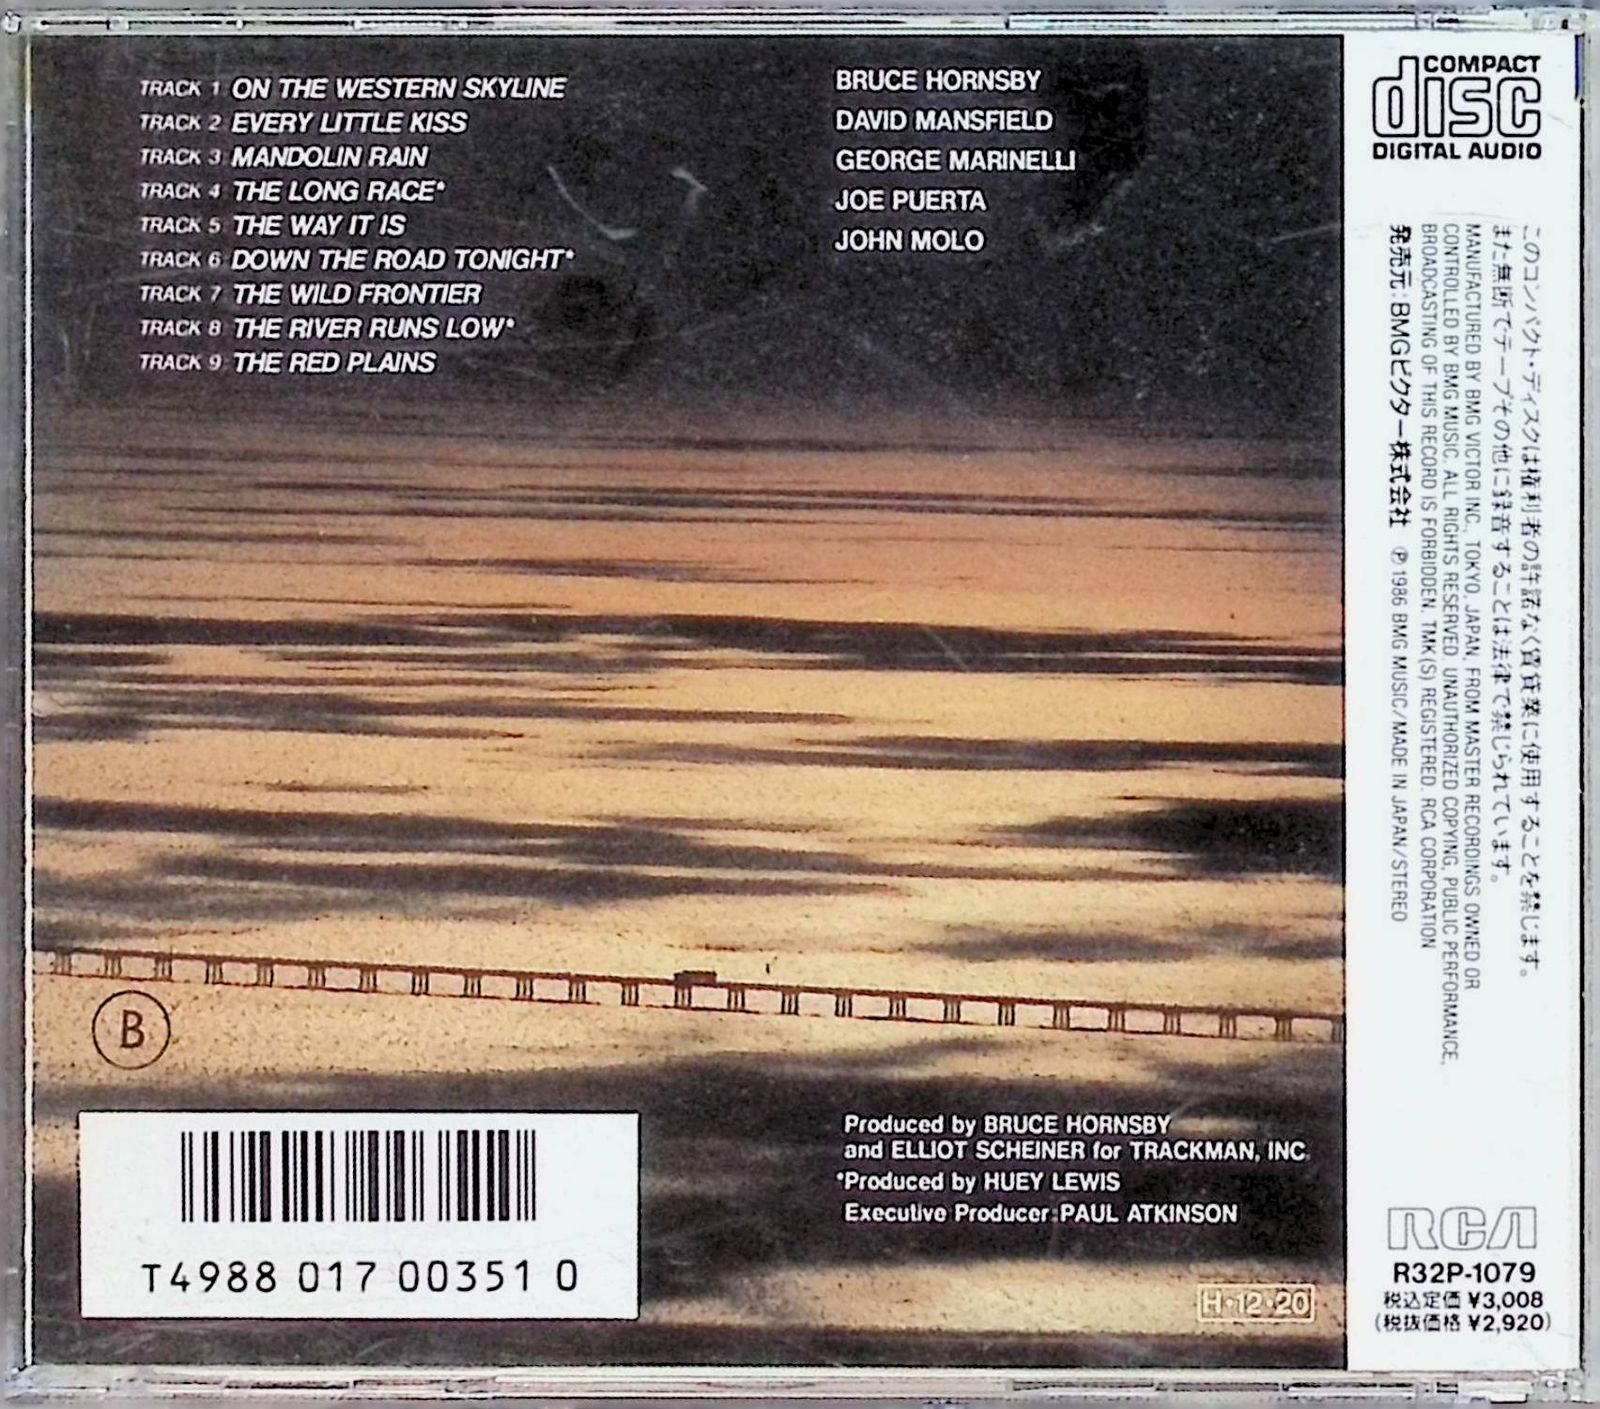 TRACK 1 ON THE WESTERN SKYLINE
TRACK 2 EVERY LITTLE KISS
TRACK 3 MANDOLIN RAIN
TRACK 4 THE LONG RACE*
TRACK 5 THE WAY IT IS
TRACK 6 DOWN THE ROAD TONIGHT*
TRACK 7 THE WILD FRONTIER
TRACK 8 THE RIVER RUNS LOW*
TRACK 9 THE RED PLAINS
BRUCE HORNSBY
DAVID MANSFIELD
GEORGE MARINELLI
JOE PUERTA
JOHN MOLO
B
T4988 017 00351 0
Produced by BRUCE HORNSBY
and ELLIOT SCHEINER for TRACKMAN, INC.
*Produced by HUEY LEWIS
Executive Producer: PAUL ATKINSON
H・12・20
COMPACT
disc
DIGITAL AUDIO
このコンパクト・ディスクは権利者の許諾なく賃貸業に使用することを禁じます。
また無断でテープその他に録音することは法律で禁じられています。
MANUFACTURED BY BMG VICTOR INC., TOKYO, JAPAN, FROM MASTER RECORDINGS OWNED OR
CONTROLLED BY BMG MUSIC. ALL RIGHTS RESERVED. UNAUTHORIZED COPYING, PUBLIC PERFORMANCE,
BROADCASTING OF THIS RECORD IS FORBIDDEN. TMK(S) REGISTERED. RCA CORPORATION
発売元:BMGビクター株式会社 ℗ 1986 BMG MUSIC/MADE IN JAPAN/STEREO
RCA
R32P-1079
税込定価 ¥3,008
(税抜価格 ¥2,920)